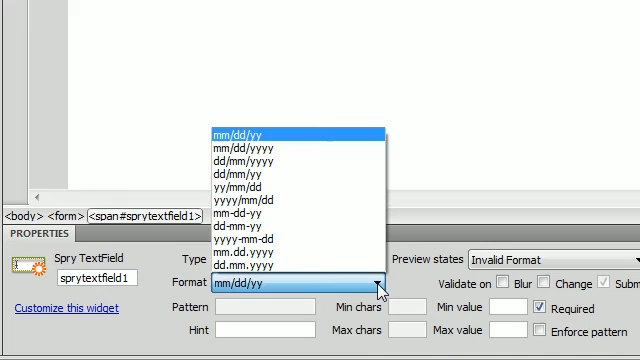 mm/dd/yy
mm/dd/yyyy
dd/mm/yyyy
dd/mm/yy
yy/mm/dd
yyyy/mm/dd
mm-dd-yy
dd-mm-yy
yyyy-mm-dd
mm.dd.yyyy
dd.mm.yyyy
<body> <form> <span#sprytextfield1>
PROPERTIES
Spry TextField Type Preview states Invalid Format
sprytextfield1 Format mm/dd/yy Validate on Blur Change
Customize this widget Pattern Min chars Min value Required
Hint Max chars Max value Enforce pattern